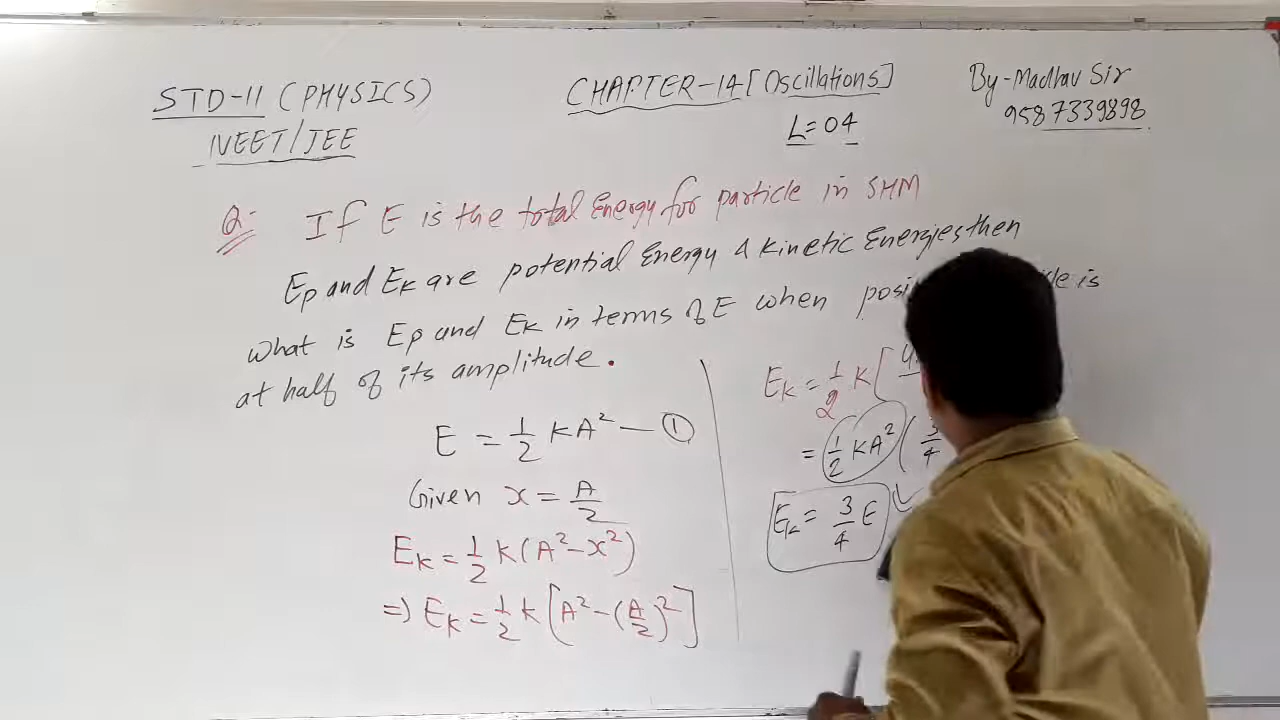 STD-11 (PHYSICS)
NEET/JEE
CHAPTER-14 [Oscillations]
L=04
By-Madhav Sir
9587339898
Q:- If E is the total Energy for particle in SHM
Ep and EK are potential Energy & kinetic Energies then
what is Ep and EK in terms of E when is
at half of its amplitude.
E = 1/2 KA² — ①
Given x = A/2
EK = 1/2 K(A²-x²)
=) EK = 1/2 K[A²-(A/2)²]
EK = 1/2 K[
= 1/2 KA² (3/4
EK = 3/4 E